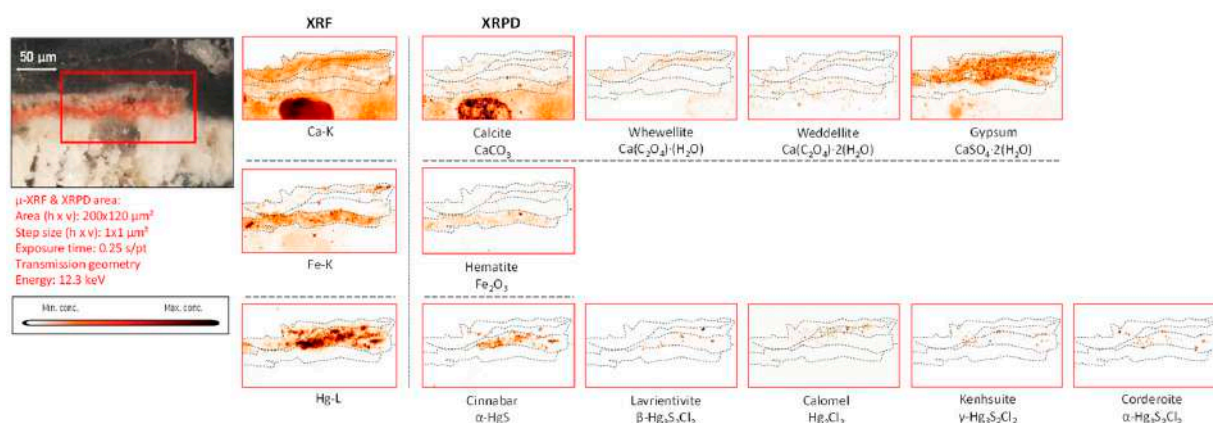 XRF
XRPD
50 µm
Ca-K
Calcite
CaCO₃
Whewellite
Ca(C₂O₄)·(H₂O)
Weddellite
Ca(C₂O₄)·2(H₂O)
Gypsum
CaSO₄·2(H₂O)
µ-XRF & XRPD area:
Area (h x v): 200x120 µm²
Step size (h x v): 1x1 µm²
Exposure time: 0.25 s/pt
Transmission geometry
Energy: 12.3 keV
Fe-K
Hematite
Fe₂O₃
Min. conc. Max. conc.
Hg-L
Cinnabar
α-HgS
Lavrientivite
β-Hg₃S₂Cl₂
Calomel
Hg₂Cl₂
Kenhsuite
γ-Hg₃S₂Cl₂
Corderoite
α-Hg₃S₂Cl₂